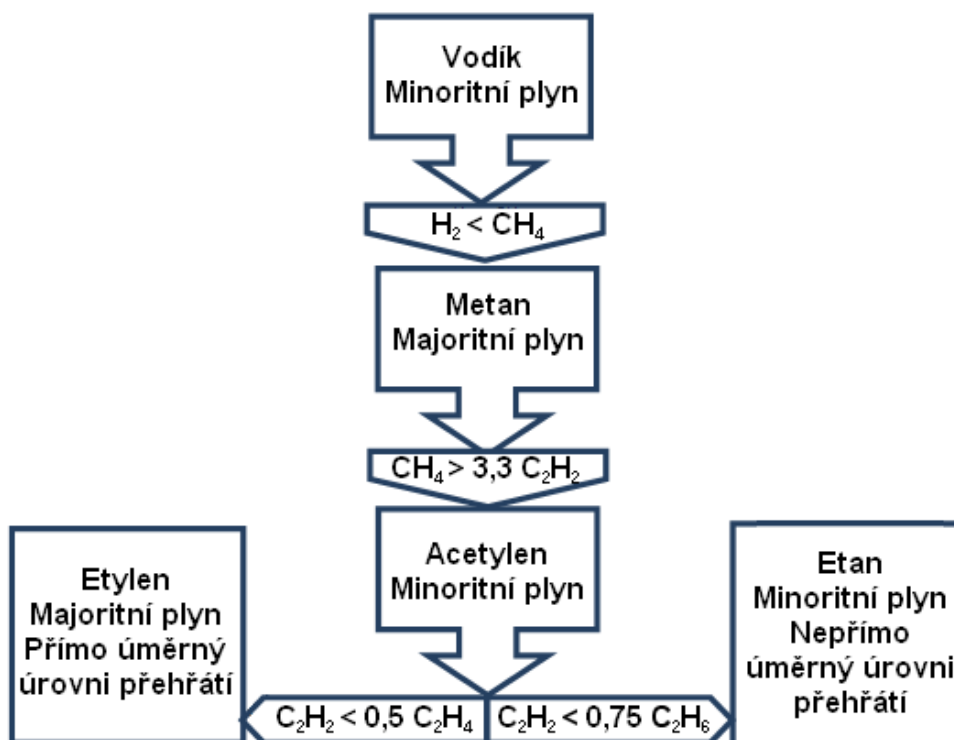 Vodík
Minoritní plyn
H₂ < CH₄
Metan
Majoritní plyn
CH₄ > 3,3 C₂H₂
Acetylen
Minoritní plyn
Etylen
Majoritní plyn
Přímo úměrný
úrovni přehřátí
C₂H₂ < 0,5 C₂H₄
C₂H₂ < 0,75 C₂H₆
Etan
Minoritní plyn
Nepřímo
úměrný úrovni
přehřátí